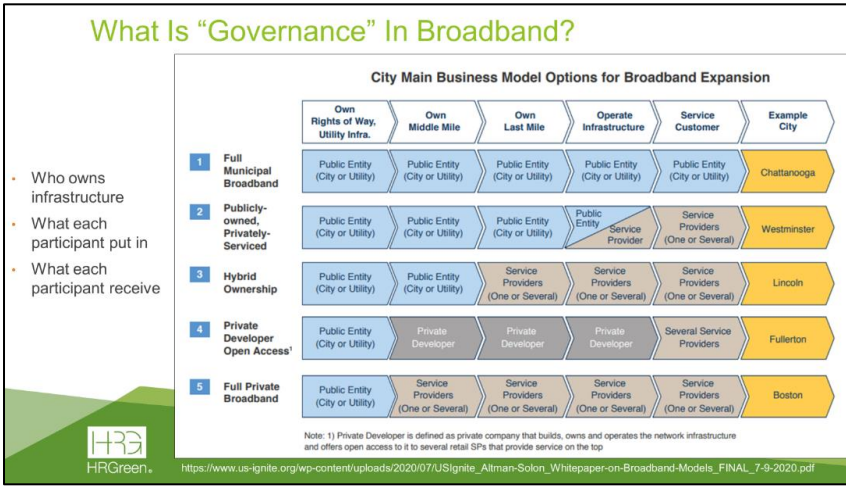 What Is “Governance” In Broadband?
• Who owns
infrastructure
• What each
participant put in
• What each
participant receive
City Main Business Model Options for Broadband Expansion
Own
Rights of Way,
Utility Infra.
Own
Middle Mile
Own
Last Mile
Operate
Infrastructure
Service
Customer
Example
City
1
Full
Municipal
Broadband
Public Entity
(City or Utility)
Public Entity
(City or Utility)
Public Entity
(City or Utility)
Public Entity
(City or Utility)
Public Entity
(City or Utility)
Chattanooga
2
Publicly-
owned,
Privately-
Serviced
Public Entity
(City or Utility)
Public Entity
(City or Utility)
Public Entity
(City or Utility)
Public
Entity
Service
Provider
Service
Providers
(One or Several)
Westminster
3
Hybrid
Ownership
Public Entity
(City or Utility)
Public Entity
(City or Utility)
Service
Providers
(One or Several)
Service
Providers
(One or Several)
Service
Providers
(One or Several)
Lincoln
4
Private
Developer
Open Access¹
Public Entity
(City or Utility)
Private
Developer
Private
Developer
Private
Developer
Several Service
Providers
Fullerton
5
Full Private
Broadband
Public Entity
(City or Utility)
Service
Providers
(One or Several)
Service
Providers
(One or Several)
Service
Providers
(One or Several)
Service
Providers
(One or Several)
Boston
Note: 1) Private Developer is defined as private company that builds, owns and operates the network infrastructure
and offers open access to it to several retail SPs that provide service on the top
HRG
HRGreen.
https://www.us-ignite.org/wp-content/uploads/2020/07/USIgnite_Altman-Solon_Whitepaper-on-Broadband-Models_FINAL_7-9-2020.pdf